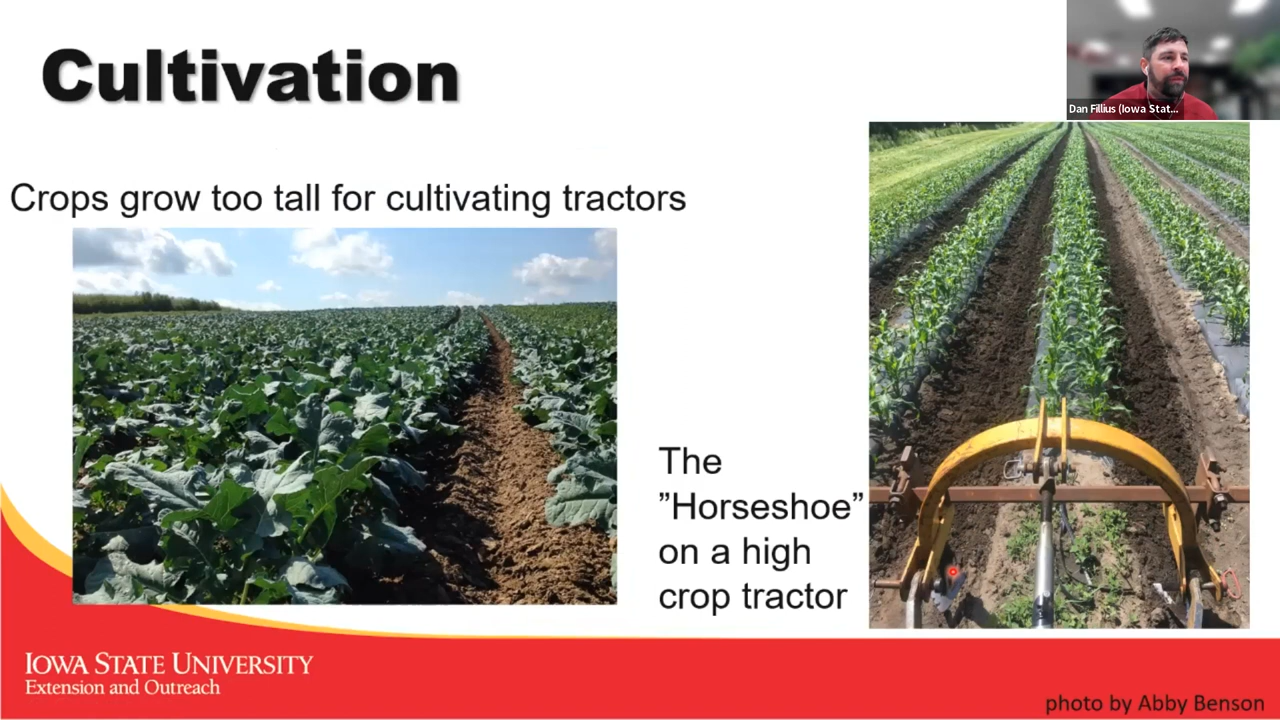 Cultivation
Dan Fillius (Iowa Stat...
Crops grow too tall for cultivating tractors
The
”Horseshoe”
on a high
crop tractor
IOWA STATE UNIVERSITY
Extension and Outreach
photo by Abby Benson